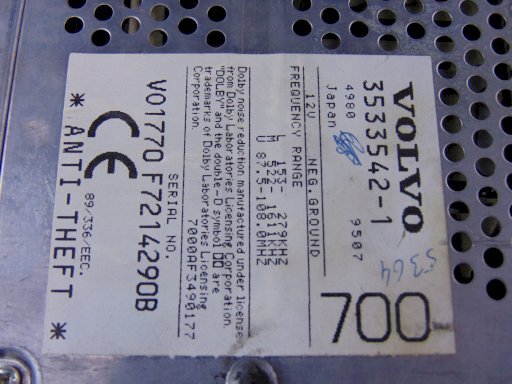 VOLVO
3533542-1
4980 9507
Japan
5364
700
12V NEG. GROUND
FREQUENCY RANGE
L 153- 279KHz
M 522- 1611KHz
U 87.5-108.0MHz
Dolby noise reduction manufactured under license
from Dolby Laboratories Licensing Corporation.
"DOLBY" and the double-D symbol are
trademarks of Dolby Laboratories Licensing
Corporation.
7000AF3490177
SERIAL NO.
V01770 F7214290B
CE 89/336/EEC.
* ANTI-THEFT *